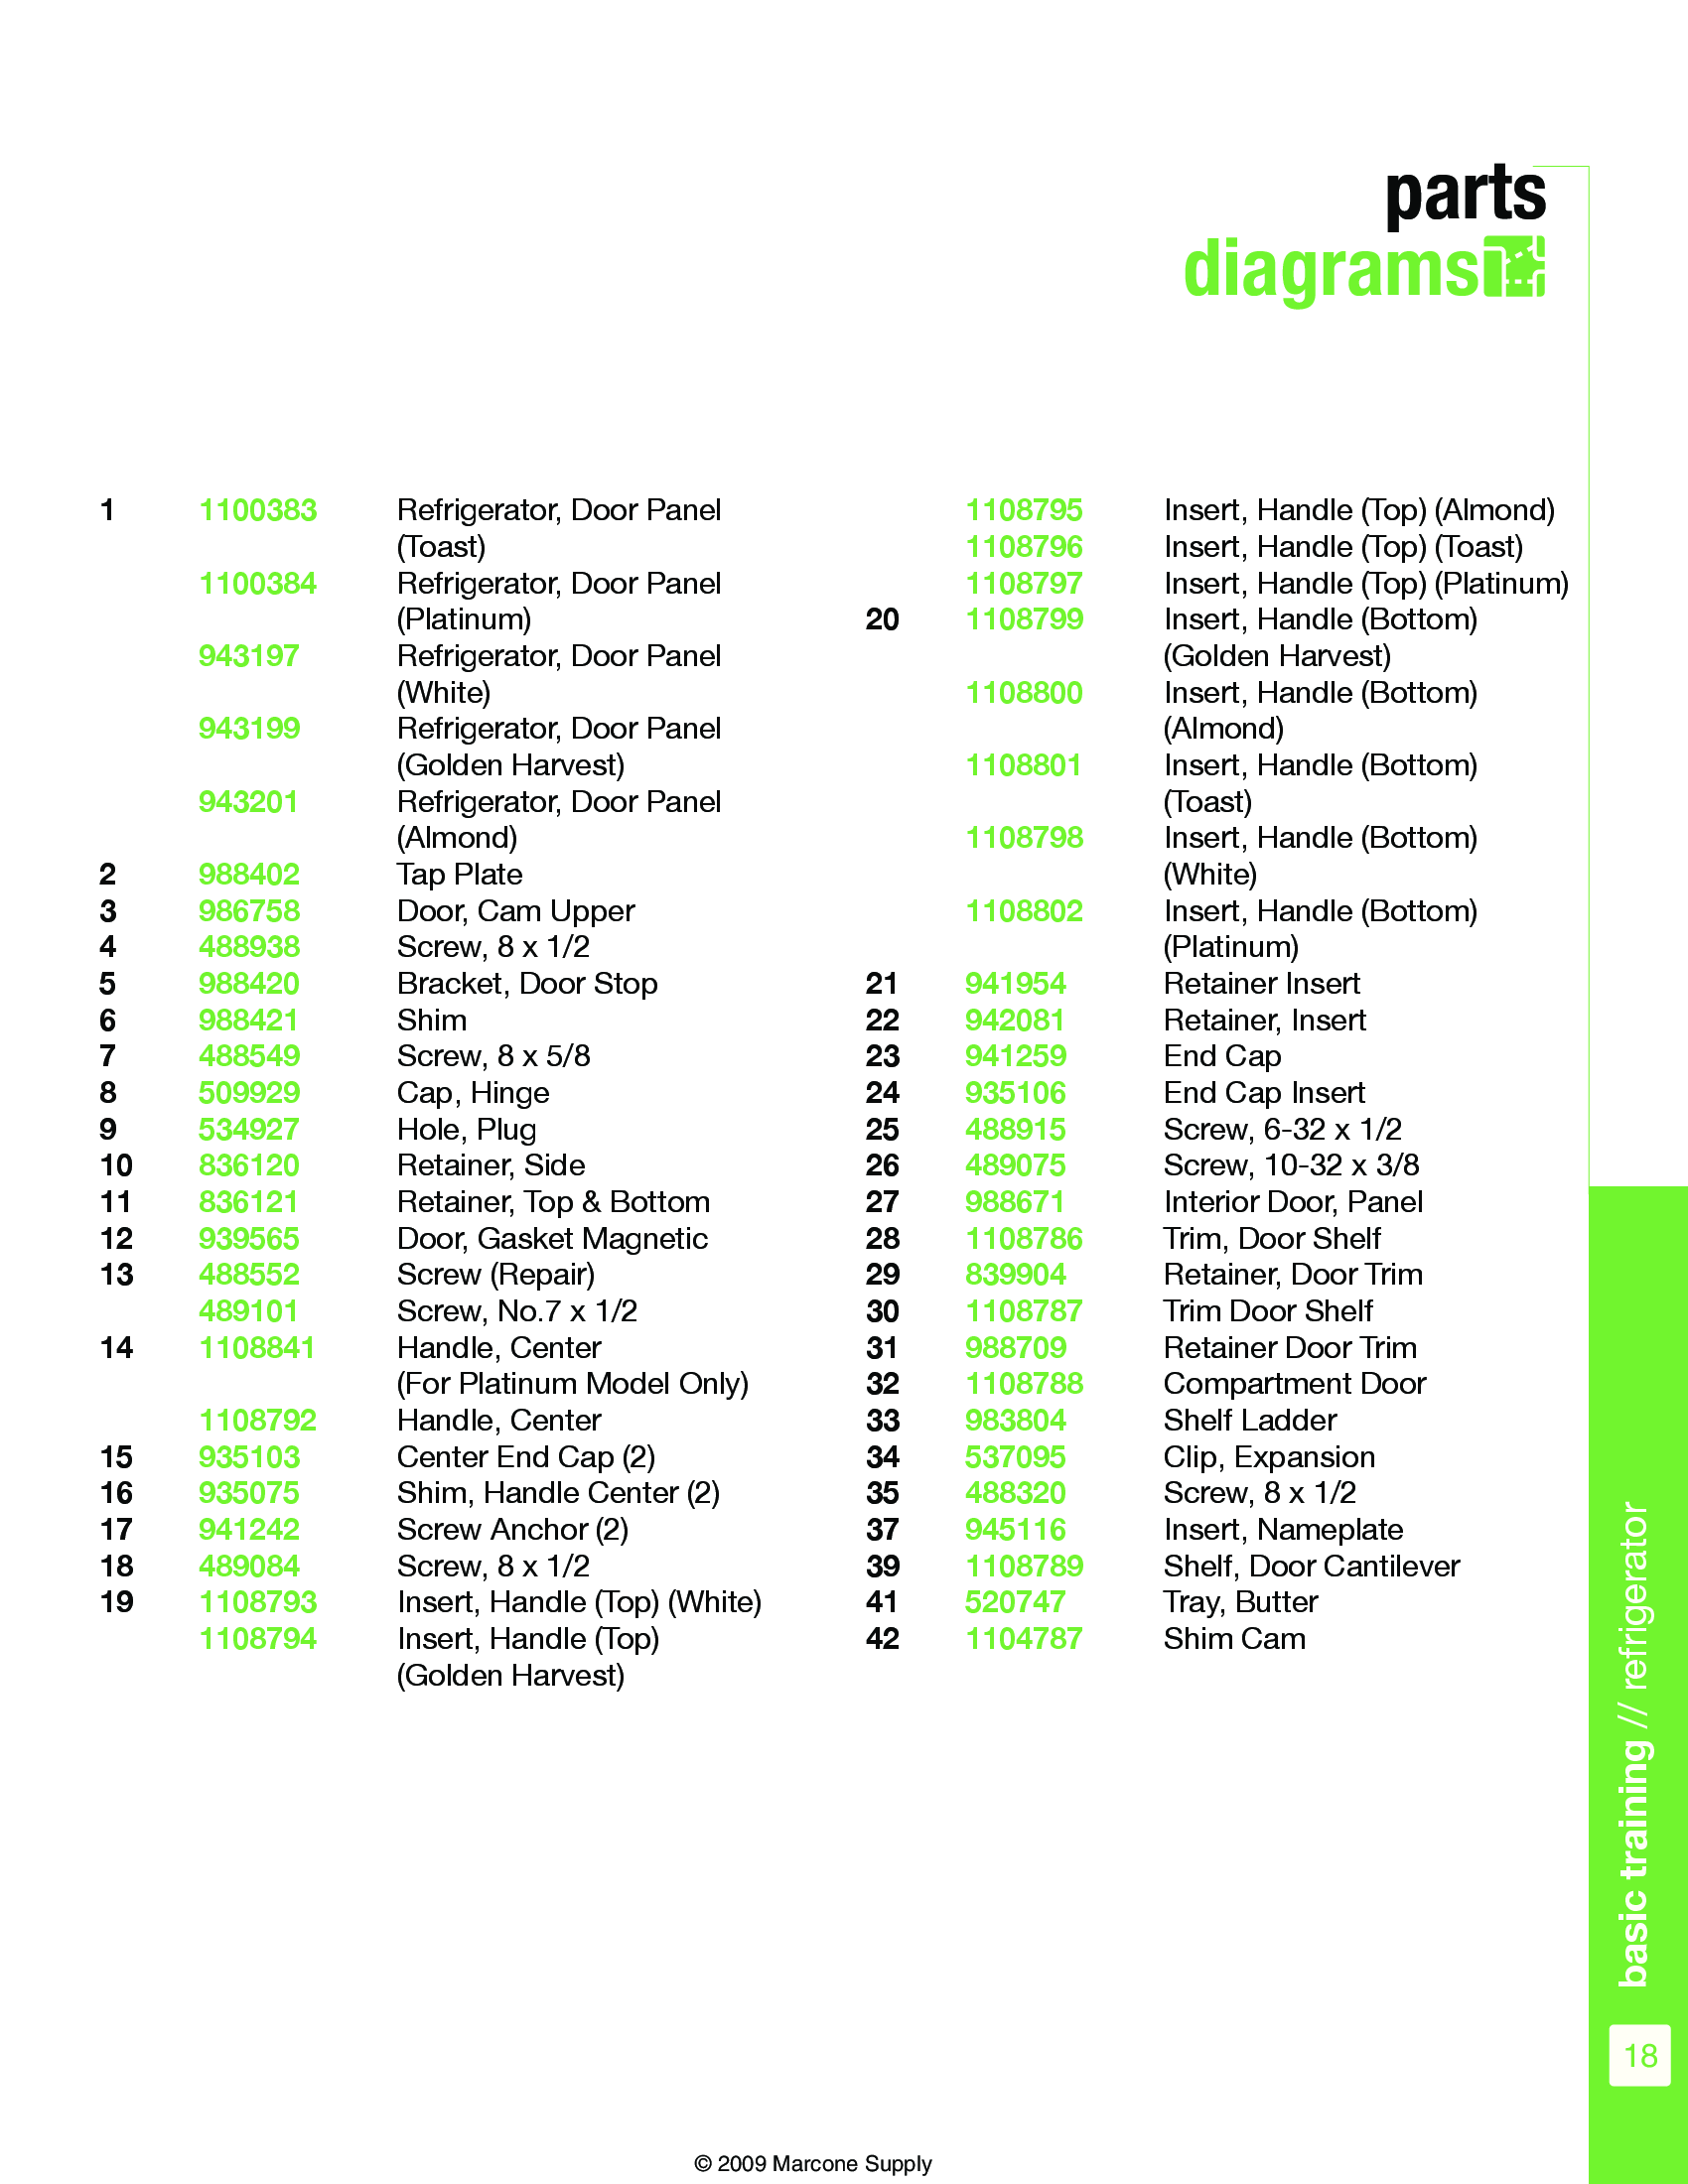 parts
diagrams
1 1100383 Refrigerator, Door Panel
(Toast)
1100384 Refrigerator, Door Panel
(Platinum)
943197 Refrigerator, Door Panel
(White)
943199 Refrigerator, Door Panel
(Golden Harvest)
943201 Refrigerator, Door Panel
(Almond)
2 988402 Tap Plate
3 986758 Door, Cam Upper
4 488938 Screw, 8 x 1/2
5 988420 Bracket, Door Stop
6 988421 Shim
7 488549 Screw, 8 x 5/8
8 509929 Cap, Hinge
9 534927 Hole, Plug
10 836120 Retainer, Side
11 836121 Retainer, Top & Bottom
12 939565 Door, Gasket Magnetic
13 488552 Screw (Repair)
489101 Screw, No.7 x 1/2
14 1108841 Handle, Center
(For Platinum Model Only)
1108792 Handle, Center
15 935103 Center End Cap (2)
16 935075 Shim, Handle Center (2)
17 941242 Screw Anchor (2)
18 489084 Screw, 8 x 1/2
19 1108793 Insert, Handle (Top) (White)
1108794 Insert, Handle (Top)
(Golden Harvest)
1108795 Insert, Handle (Top) (Almond)
1108796 Insert, Handle (Top) (Toast)
1108797 Insert, Handle (Top) (Platinum)
20 1108799 Insert, Handle (Bottom)
(Golden Harvest)
1108800 Insert, Handle (Bottom)
(Almond)
1108801 Insert, Handle (Bottom)
(Toast)
1108798 Insert, Handle (Bottom)
(White)
1108802 Insert, Handle (Bottom)
(Platinum)
21 941954 Retainer Insert
22 942081 Retainer, Insert
23 941259 End Cap
24 935106 End Cap Insert
25 488915 Screw, 6-32 x 1/2
26 489075 Screw, 10-32 x 3/8
27 988671 Interior Door, Panel
28 1108786 Trim, Door Shelf
29 839904 Retainer, Door Trim
30 1108787 Trim Door Shelf
31 988709 Retainer Door Trim
32 1108788 Compartment Door
33 983804 Shelf Ladder
34 537095 Clip, Expansion
35 488320 Screw, 8 x 1/2
37 945116 Insert, Nameplate
39 1108789 Shelf, Door Cantilever
41 520747 Tray, Butter
42 1104787 Shim Cam
basic training // refrigerator
18
© 2009 Marcone Supply